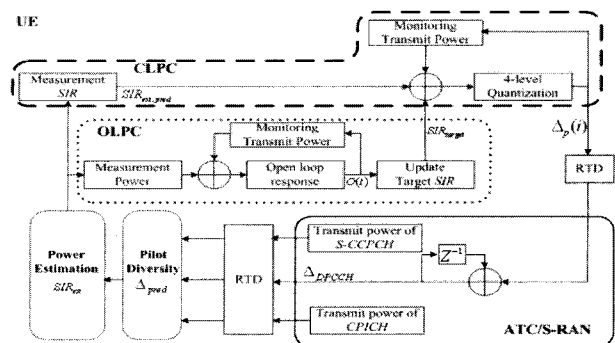 UE
Monitoring
Transmit Power
CLPC
Measurement
SIR
SIR_est,pred
4-level
Quantization
OLPC
Monitoring
Transmit Power
SIR_target
Δ_p(i)
Measurement
Power
Open loop
response
Update
Target SIR
RTD
Power
Estimation
SIR_est
Pilot
Diversity
Δ_pred
RTD
Transmit power of
S-CCPCH
Z⁻¹
Δ_DPCCH
Transmit power of
CPICH
ATC/S-RAN